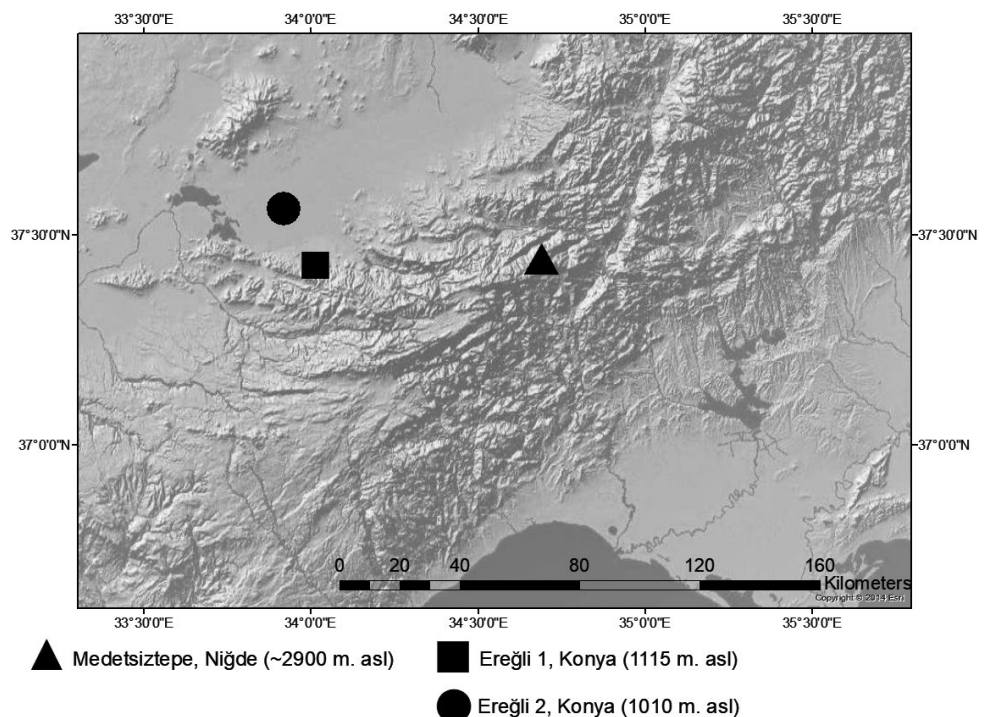 33°30'0"E 34°0'0"E 34°30'0"E 35°0'0"E 35°30'0"E
37°30'0"N 37°30'0"N
37°0'0"N 37°0'0"N
0 20 40 80 120 160
Kilometers
Copyright © 2014 Esri
33°30'0"E 34°0'0"E 34°30'0"E 35°0'0"E 35°30'0"E
Medetsiztepe, Niğde (~2900 m. asl) Ereğli 1, Konya (1115 m. asl)
Ereğli 2, Konya (1010 m. asl)